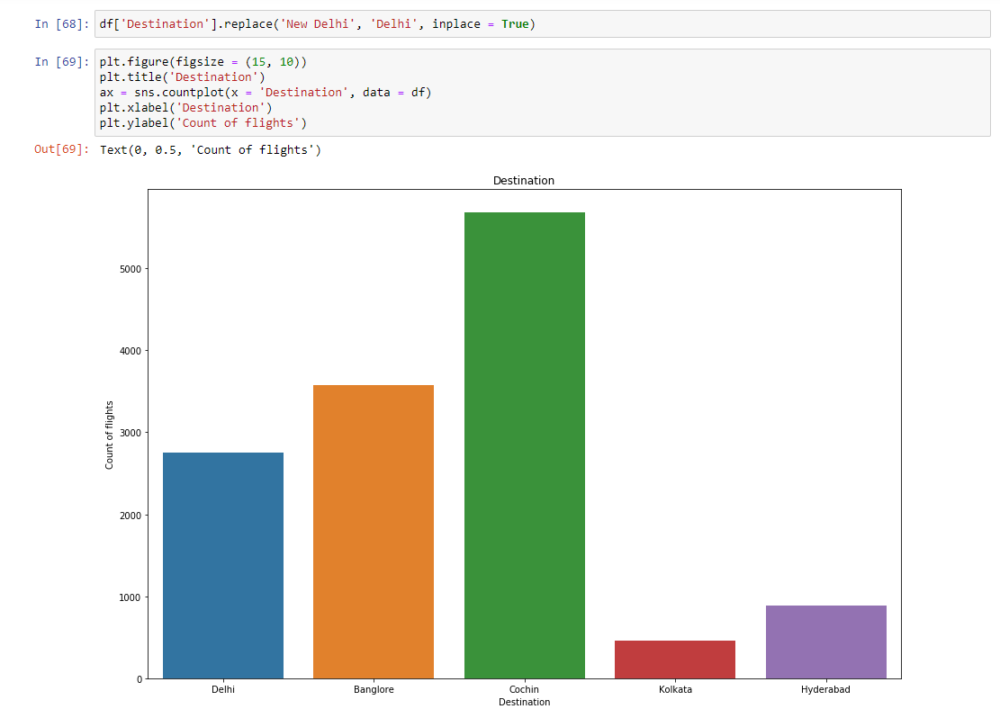 In [68]: df['Destination'].replace('New Delhi', 'Delhi', inplace = True)
In [69]: plt.figure(figsize = (15, 10))
plt.title('Destination')
ax = sns.countplot(x = 'Destination', data = df)
plt.xlabel('Destination')
plt.ylabel('Count of flights')
Out[69]: Text(0, 0.5, 'Count of flights')
Destination
5000
4000
3000
2000
1000
0
Count of flights
Delhi Banglore Cochin Kolkata Hyderabad
Destination